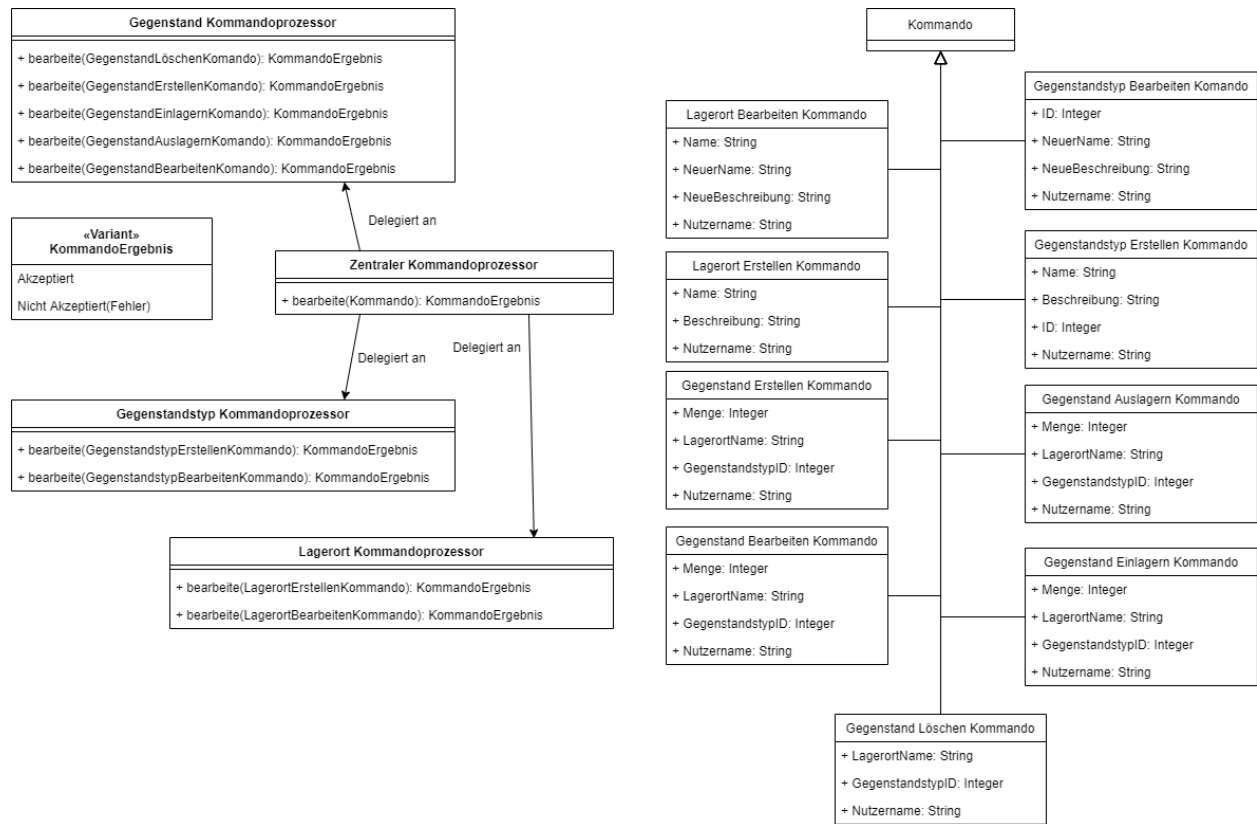 Gegenstand Kommandoprozessor
+ bearbeite(GegenstandLöschenKomando): KommandoErgebnis
+ bearbeite(GegenstandErstellenKomando): KommandoErgebnis
+ bearbeite(GegenstandEinlagernKomando): KommandoErgebnis
+ bearbeite(GegenstandAuslagernKomando): KommandoErgebnis
+ bearbeite(GegenstandBearbeitenKomando): KommandoErgebnis
Delegiert an
«Variant»
KommandoErgebnis
Akzeptiert
Nicht Akzeptiert(Fehler)
Zentraler Kommandoprozessor
+ bearbeite(Kommando): KommandoErgebnis
Delegiert an
Delegiert an
Gegenstandstyp Kommandoprozessor
+ bearbeite(GegenstandstypErstellenKommando): KommandoErgebnis
+ bearbeite(GegenstandstypBearbeitenKommando): KommandoErgebnis
Lagerort Kommandoprozessor
+ bearbeite(LagerortErstellenKommando): KommandoErgebnis
+ bearbeite(LagerortBearbeitenKommando): KommandoErgebnis
Kommando
Lagerort Bearbeiten Kommando
+ Name: String
+ NeuerName: String
+ NeueBeschreibung: String
+ Nutzername: String
Gegenstandstyp Bearbeiten Komando
+ ID: Integer
+ NeuerName: String
+ NeueBeschreibung: String
+ Nutzername: String
Lagerort Erstellen Kommando
+ Name: String
+ Beschreibung: String
+ Nutzername: String
Gegenstandstyp Erstellen Kommando
+ Name: String
+ Beschreibung: String
+ ID: Integer
+ Nutzername: String
Gegenstand Erstellen Kommando
+ Menge: Integer
+ LagerortName: String
+ GegenstandstypID: Integer
+ Nutzername: String
Gegenstand Auslagern Kommando
+ Menge: Integer
+ LagerortName: String
+ GegenstandstypID: Integer
+ Nutzername: String
Gegenstand Bearbeiten Kommando
+ Menge: Integer
+ LagerortName: String
+ GegenstandstypID: Integer
+ Nutzername: String
Gegenstand Einlagern Kommando
+ Menge: Integer
+ LagerortName: String
+ GegenstandstypID: Integer
+ Nutzername: String
Gegenstand Löschen Kommando
+ LagerortName: String
+ GegenstandstypID: Integer
+ Nutzername: String